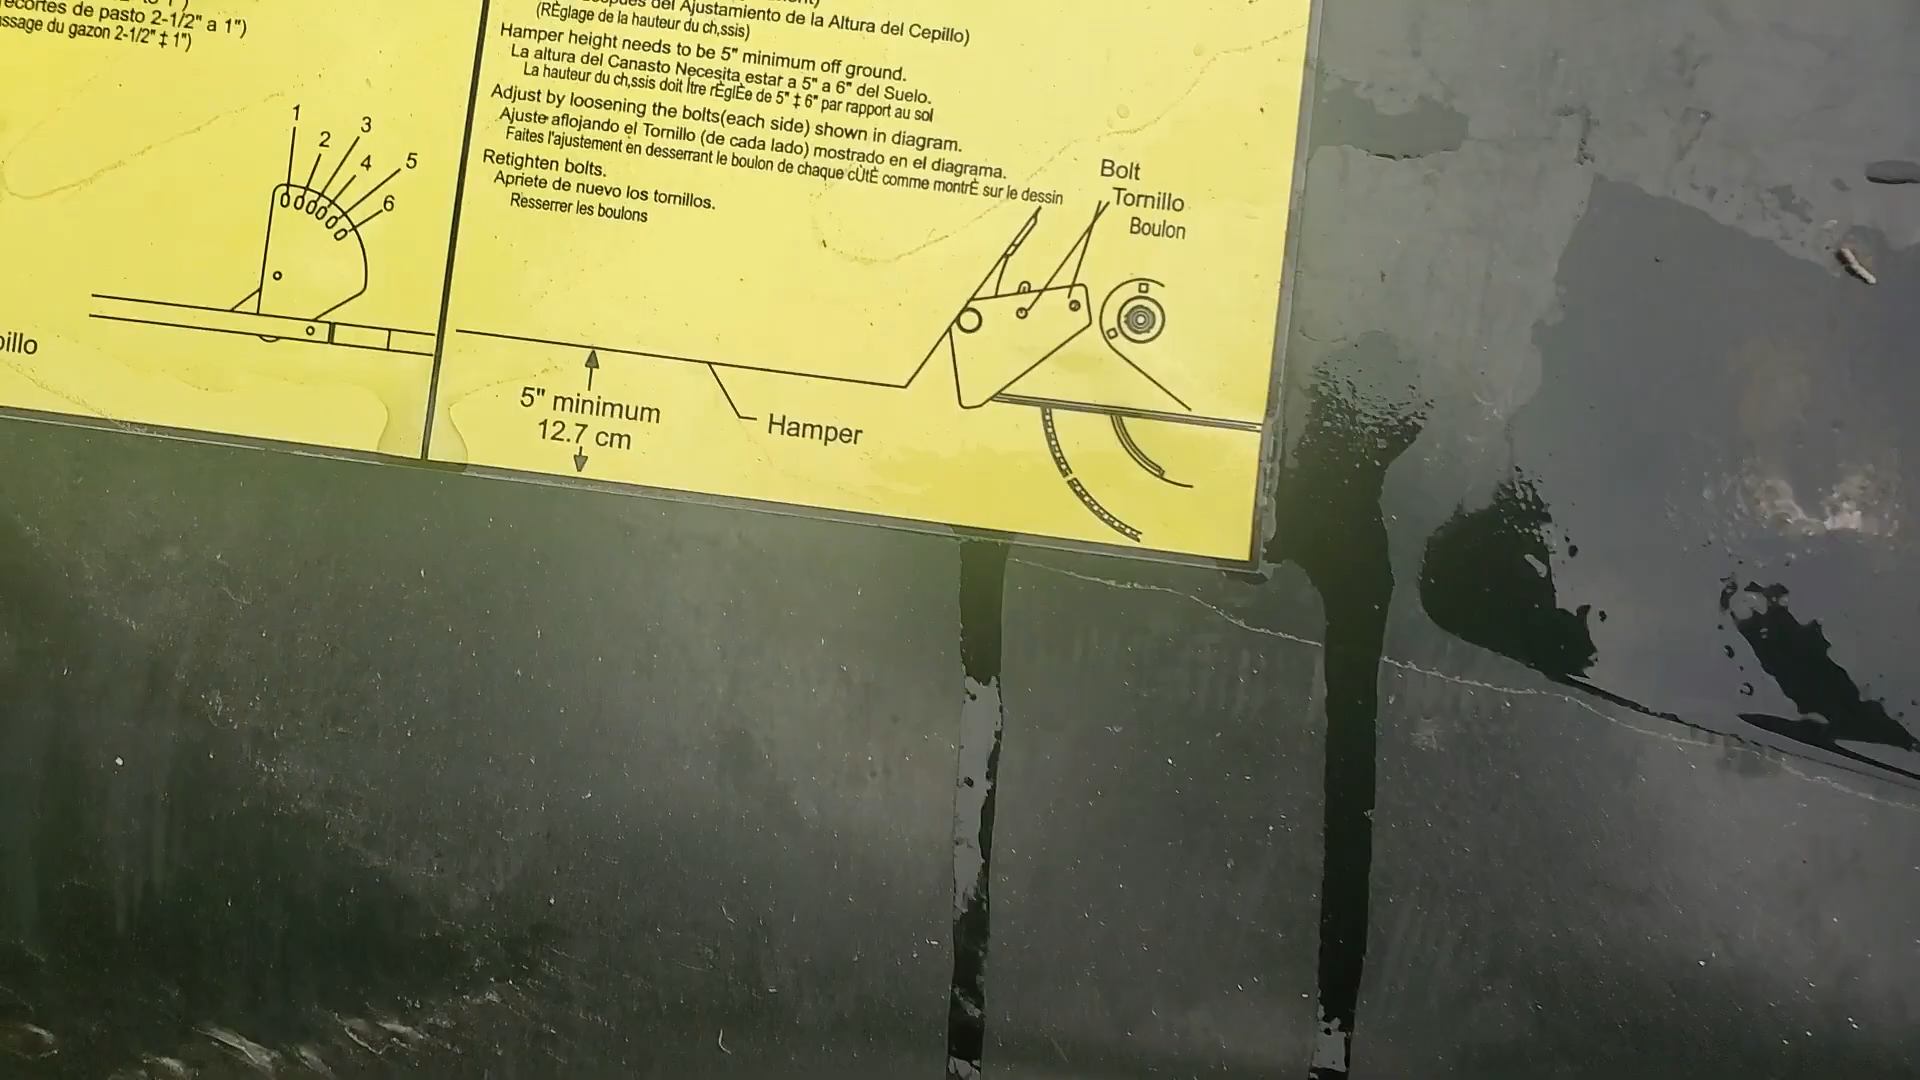 recortes de pasto 2-1/2" a 1")
ssage du gazon 2-1/2" ‡ 1")
1
2
3
4
5
6
illo
del Ajustamiento de la Altura del Cepillo)
(RÈglage de la hauteur du ch,ssis)
Hamper height needs to be 5" minimum off ground.
La altura del Canasto Necesita estar a 5" a 6" del Suelo.
La hauteur du ch,ssis doit Ítre rÈglÈe de 5" ‡ 6" par rapport au sol
Adjust by loosening the bolts(each side) shown in diagram.
Ajuste aflojando el Tornillo (de cada lado) mostrado en el diagrama.
Faites l'ajustement en desserrant le boulon de chaque cÙtÈ comme montrÈ sur le dessin
Retighten bolts.
Apriete de nuevo los tornillos.
Resserrer les boulons
Bolt
Tornillo
Boulon
5" minimum
12.7 cm
Hamper